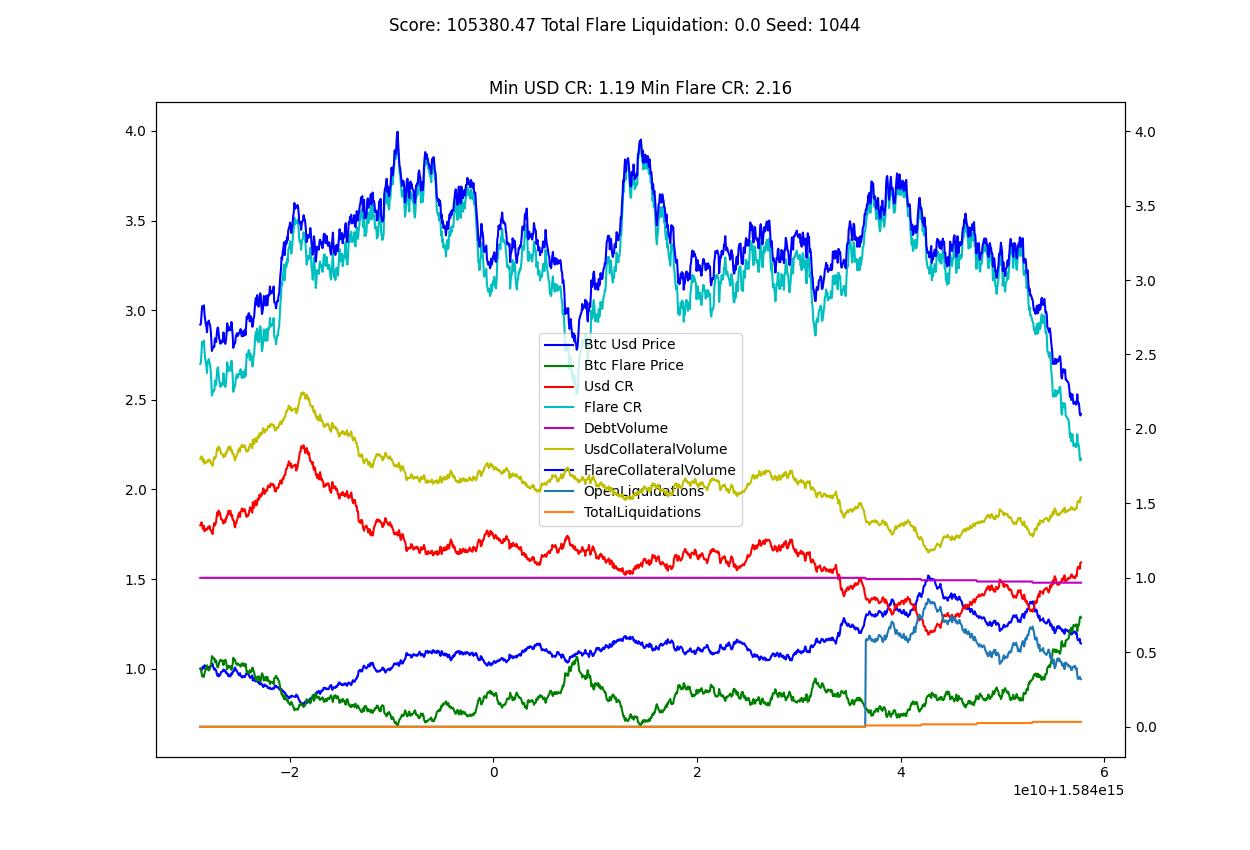 Score: 105380.47 Total Flare Liquidation: 0.0 Seed: 1044
Min USD CR: 1.19 Min Flare CR: 2.16
4.0
3.5
3.0
2.5
2.0
1.5
1.0
4.0
3.5
3.0
2.5
2.0
1.5
1.0
0.5
0.0
Btc Usd Price
Btc Flare Price
Usd CR
Flare CR
DebtVolume
UsdCollateralVolume
FlareCollateralVolume
OpenLiquidations
TotalLiquidations
−2 0 2 4 6
1e10+1.584e15